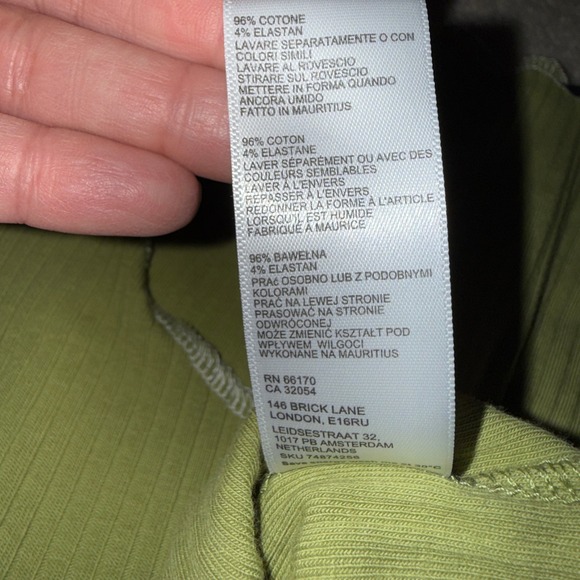 96% COTONE
4% ELASTAN
LAVARE SEPARATAMENTE O CON
COLORI SIMILI
LAVARE AL ROVESCIO
STIRARE SUL ROVESCIO
METTERE IN FORMA QUANDO
ANCORA UMIDO
FATTO IN MAURITIUS
96% COTON
4% ELASTANE
LAVER SÉPARÉMENT OU AVEC DES
COULEURS SEMBLABLES
LAVER À L'ENVERS
REPASSER À L'ENVERS
REDONNER LA FORME À L'ARTICLE
LORSQU'IL EST HUMIDE
FABRIQUÉ À MAURICE
96% BAWEŁNA
4% ELASTAN
PRAĆ OSOBNO LUB Z PODOBNYMI
KOLORAMI
PRAĆ NA LEWEJ STRONIE
PRASOWAĆ NA STRONIE
ODWRÓCONEJ
MOŻE ZMIENIĆ KSZTAŁT POD
WPŁYWEM WILGOCI
WYKONANE NA MAURITIUS
RN 66170
CA 32054
146 BRICK LANE
LONDON, E16RU
LEIDSESTRAAT 32,
1017 PB AMSTERDAM
NETHERLANDS
SKU 74874256